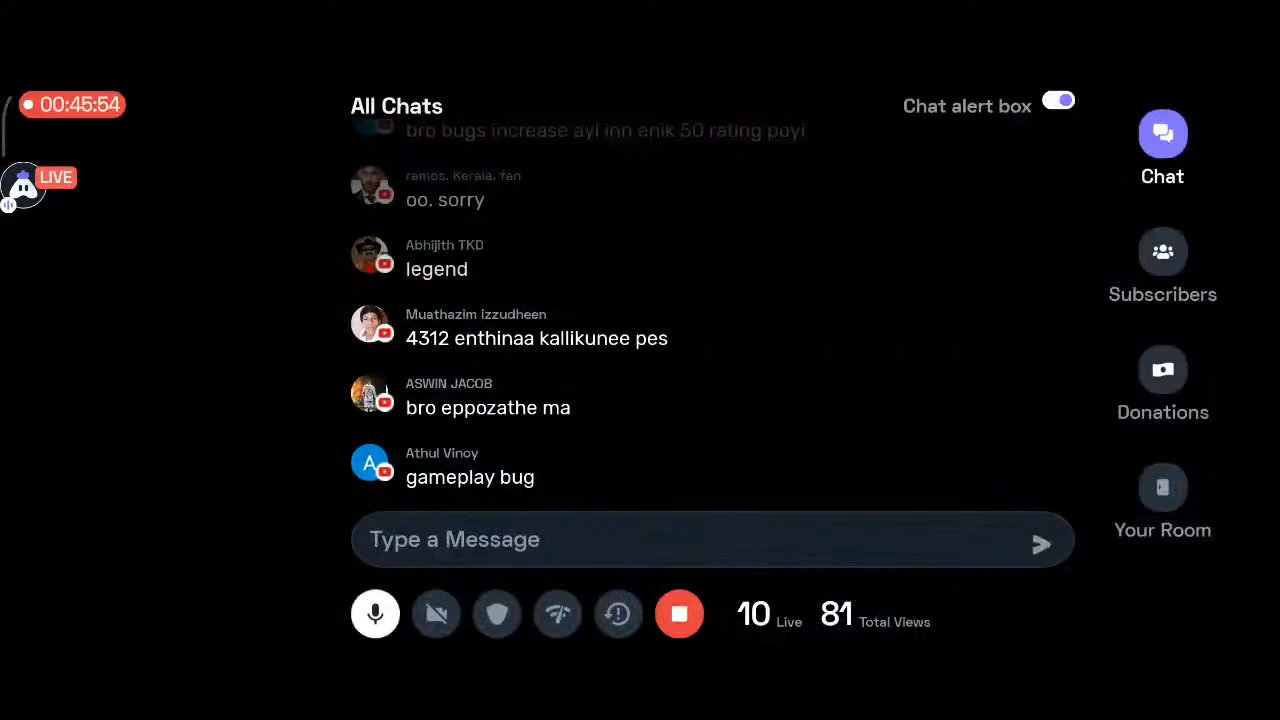 00:45:54
All Chats
Chat alert box
bro bugs increase ayl inn enik 50 rating poyi
ramos. Kerala. fan
oo. sorry
LIVE
Chat
Abhijith TKD
legend
Subscribers
Muathazim izzudheen
4312 enthinaa kallikunee pes
ASWIN JACOB
bro eppozathe ma
Donations
Athul Vinoy
A
gameplay bug
Type a Message
Your Room
10 Live 81 Total Views